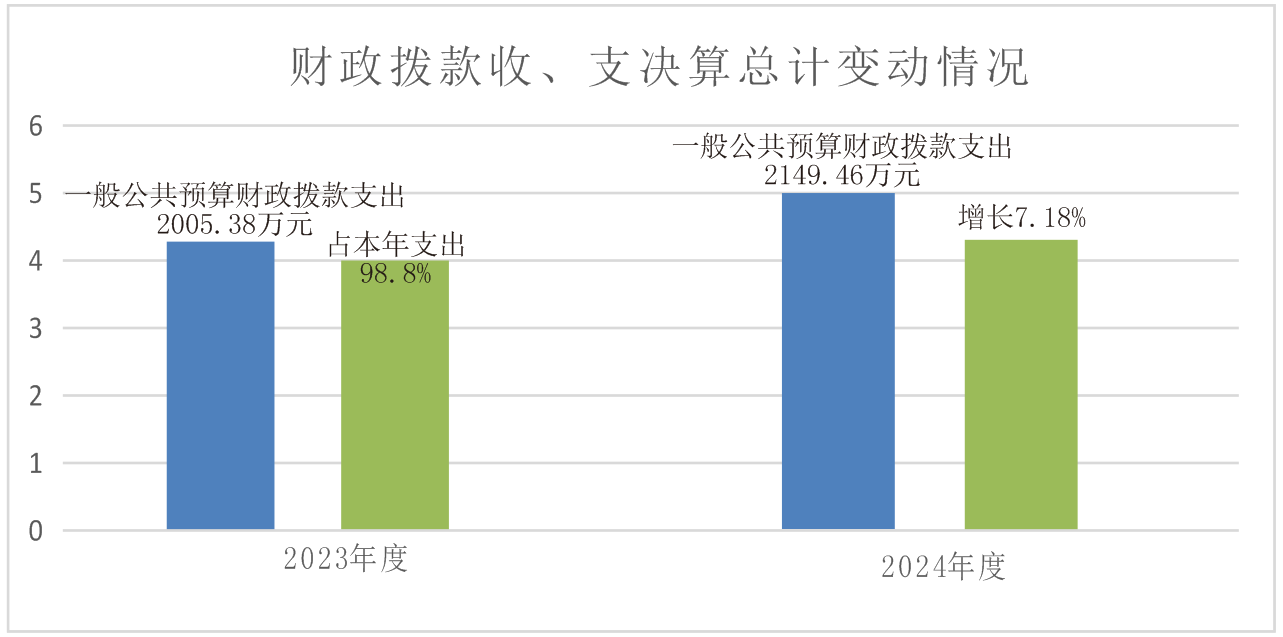 财政拨款收、支决算总计变动情况
6
5
4
3
2
1
0
一般公共预算财政拨款支出
2005.38万元
占本年支出
98.8%
一般公共预算财政拨款支出
2149.46万元
增长7.18%
2023年度
2024年度